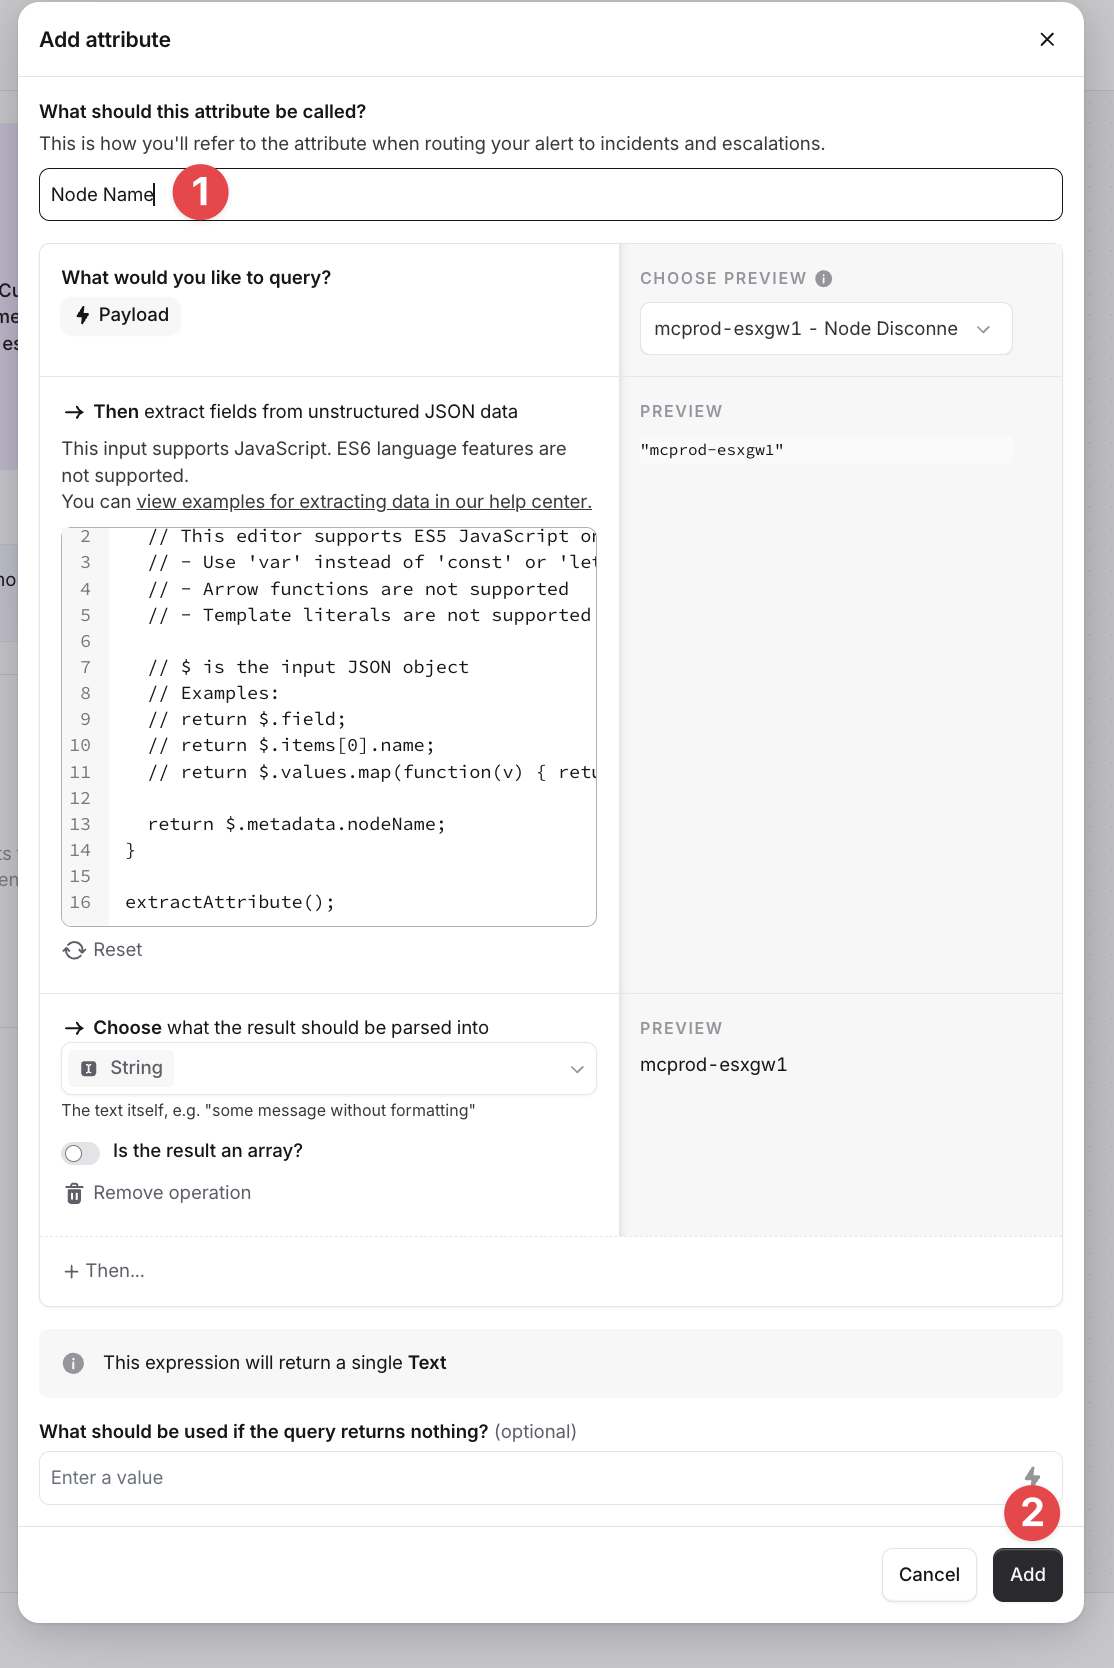 Add attribute
What should this attribute be called?
This is how you'll refer to the attribute when routing your alert to incidents and escalations.
Node Name
1
What would you like to query?
Payload
CHOOSE PREVIEW
mcprod-esxgw1 - Node Disconne
Then extract fields from unstructured JSON data
This input supports JavaScript. ES6 language features are
not supported.
You can view examples for extracting data in our help center.
PREVIEW
"mcprod-esxgw1"
2 // This editor supports ES5 JavaScript on
3 // - Use 'var' instead of 'const' or 'let
4 // - Arrow functions are not supported
5 // - Template literals are not supported
6
7 // $ is the input JSON object
8 // Examples:
9 // return $.field;
10 // return $.items[0].name;
11 // return $.values.map(function(v) { retu
12
13 return $.metadata.nodeName;
14 }
15
16 extractAttribute();
Reset
Choose what the result should be parsed into
String
The text itself, e.g. "some message without formatting"
Is the result an array?
Remove operation
PREVIEW
mcprod-esxgw1
+ Then...
This expression will return a single Text
What should be used if the query returns nothing? (optional)
Enter a value
2
Cancel
Add